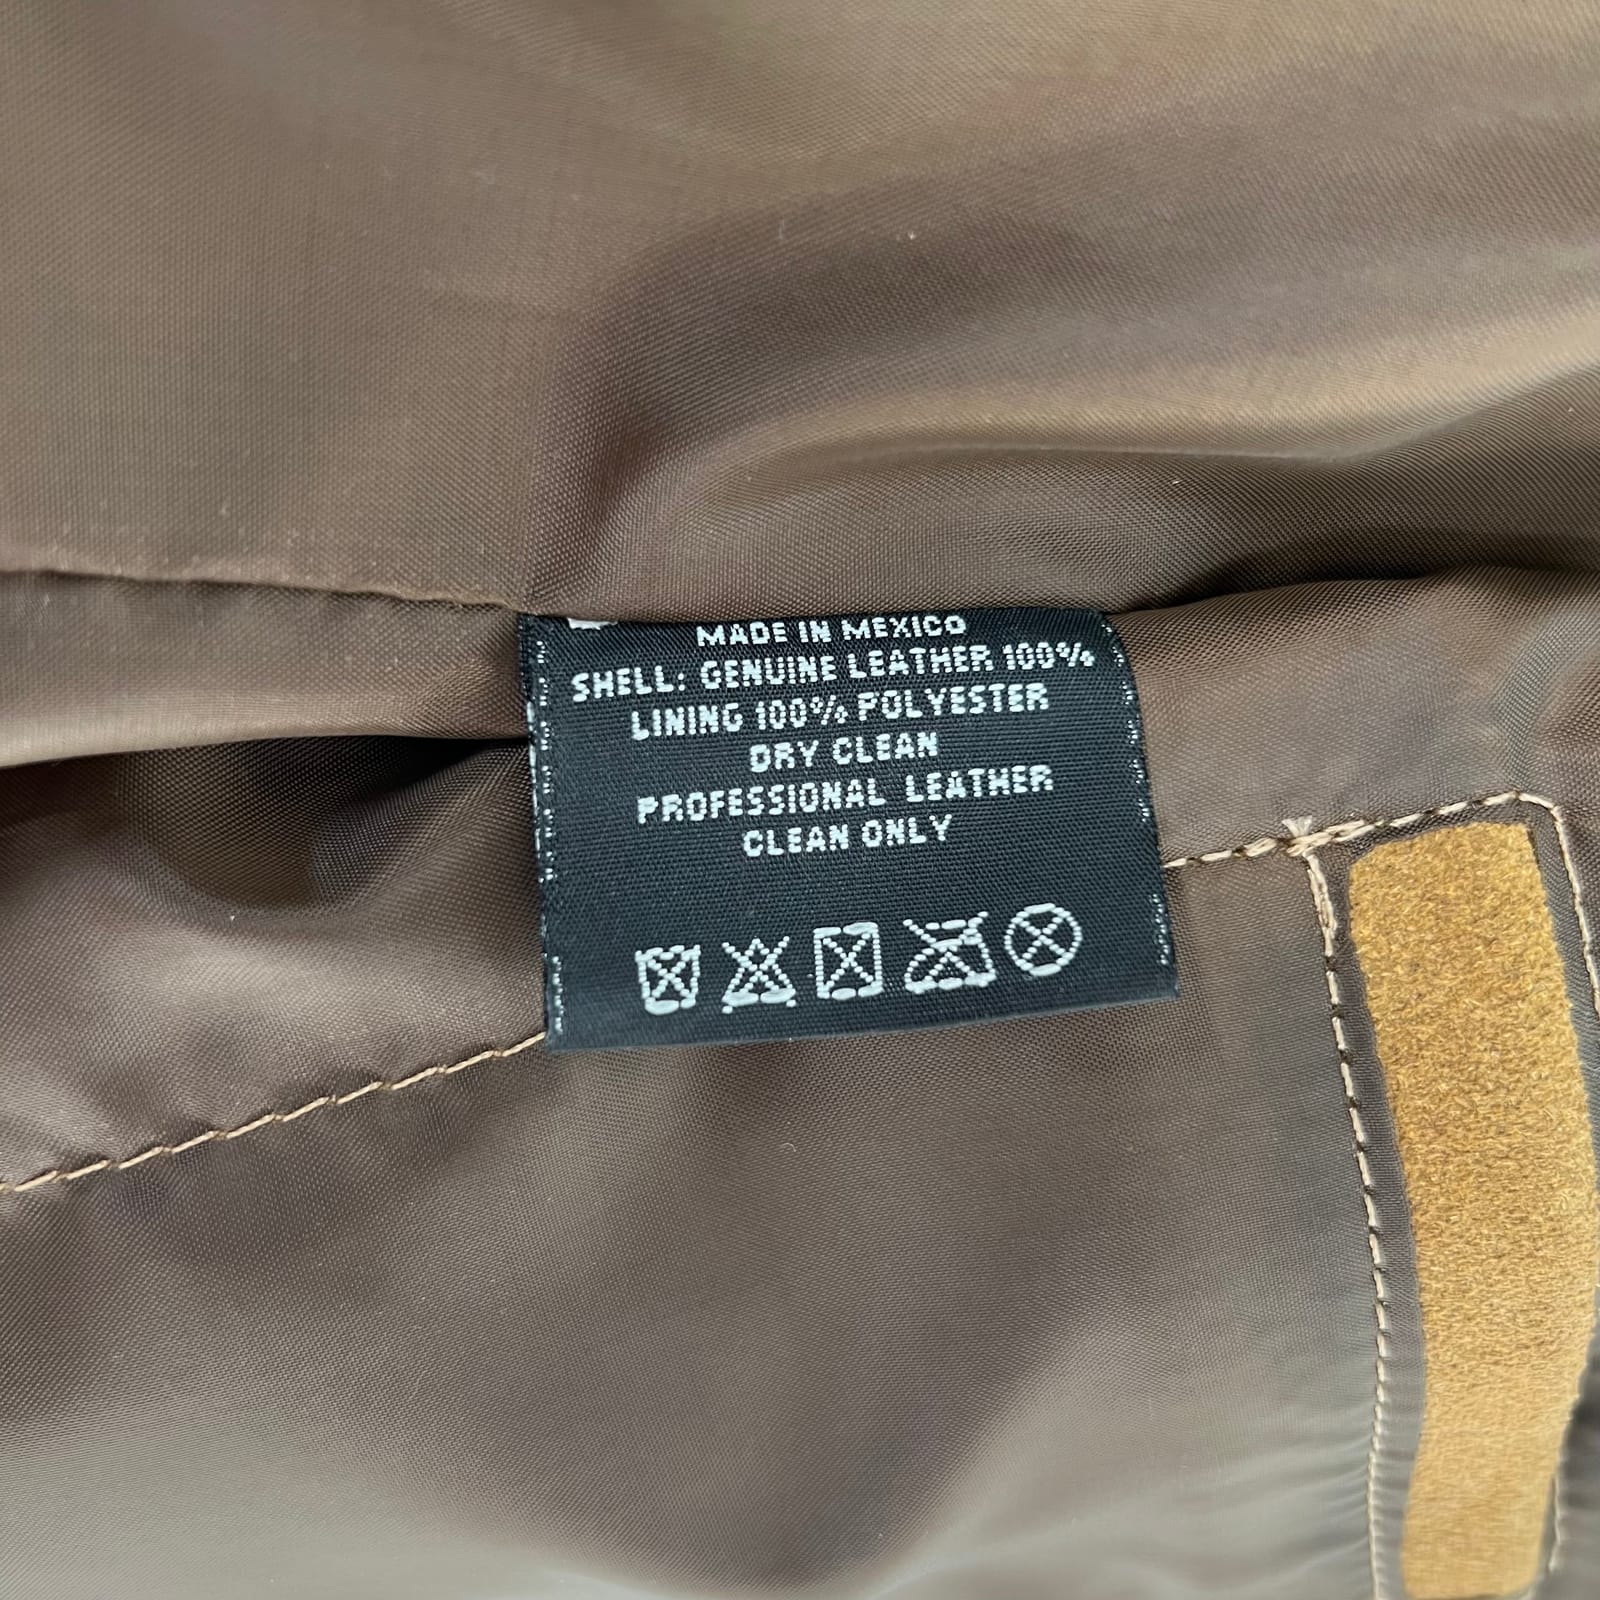 MADE IN MEXICO
SHELL: GENUINE LEATHER 100%
LINING 100% POLYESTER
DRY CLEAN
PROFESSIONAL LEATHER
CLEAN ONLY